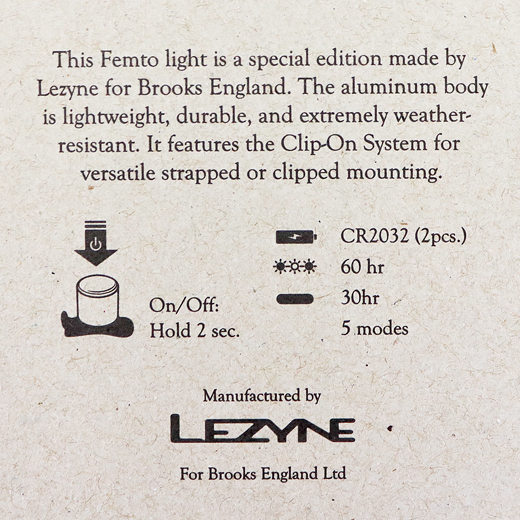 This Femto light is a special edition made by
Lezyne for Brooks England. The aluminum body
is lightweight, durable, and extremely weather-
resistant. It features the Clip-On System for
versatile strapped or clipped mounting.
On/Off:
Hold 2 sec.
CR2032 (2pcs.)
60 hr
30hr
5 modes
Manufactured by
LEZYNE
For Brooks England Ltd